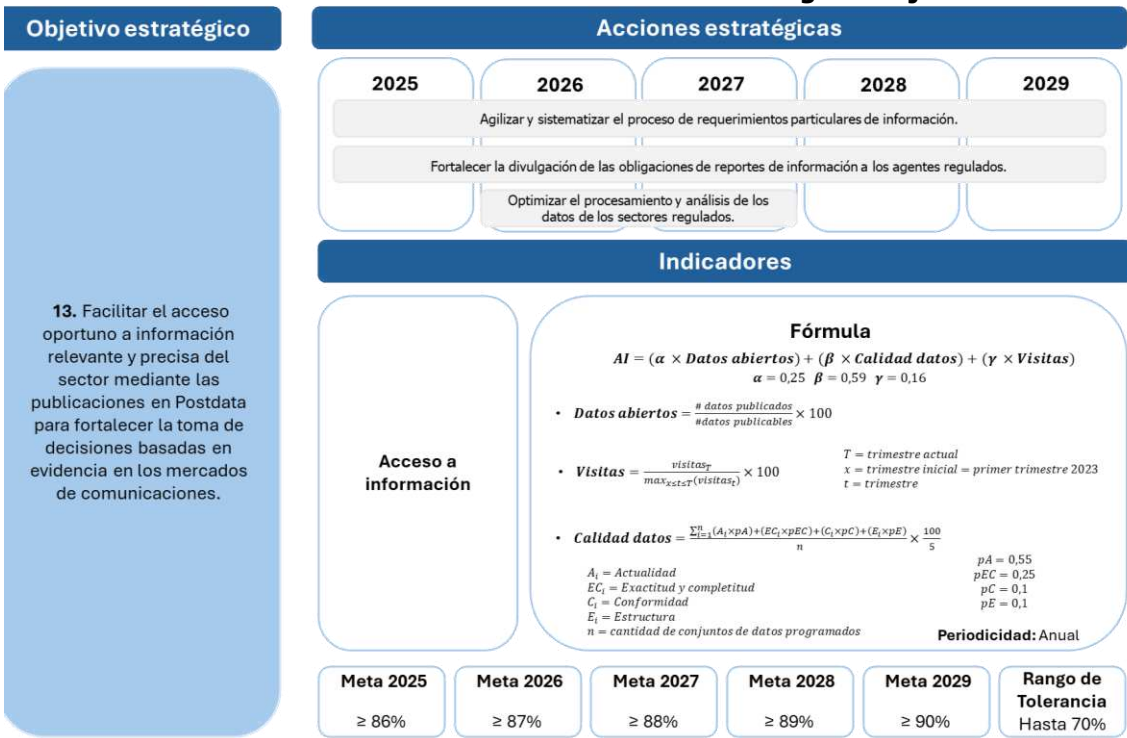 Objetivo estratégico
Acciones estratégicas
2025 2026 2027 2028 2029
Agilizar y sistematizar el proceso de requerimientos particulares de información.
Fortalecer la divulgación de las obligaciones de reportes de información a los agentes regulados.
Optimizar el procesamiento y análisis de los
datos de los sectores regulados.
13. Facilitar el acceso
oportuno a información
relevante y precisa del
sector mediante las
publicaciones en Postdata
para fortalecer la toma de
decisiones basadas en
evidencia en los mercados
de comunicaciones.
Indicadores
Acceso a
información
Fórmula
AI = (α × Datos abiertos) + (β × Calidad datos) + (γ × Visitas)
α = 0,25 β = 0,59 γ = 0,16
• Datos abiertos = # datos publicados / #datos publicables × 100
• Visitas = visitas_T / max_{x≤t≤T}(visitas_t) × 100
T = trimestre actual
x = trimestre inicial = primer trimestre 2023
t = trimestre
• Calidad datos = ∑_{i=1}^{n}(A_i×pA)+(EC_i×pEC)+(C_i×pC)+(E_i×pE) / n × 100 / 5
A_i = Actualidad
EC_i = Exactitud y completitud
C_i = Conformidad
E_i = Estructura
n = cantidad de conjuntos de datos programados
pA = 0,55
pEC = 0,25
pC = 0,1
pE = 0,1
Periodicidad: Anual
Meta 2025
≥ 86%
Meta 2026
≥ 87%
Meta 2027
≥ 88%
Meta 2028
≥ 89%
Meta 2029
≥ 90%
Rango de
Tolerancia
Hasta 70%